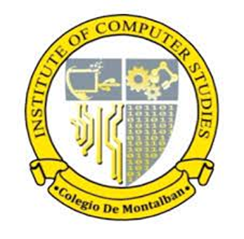 INSTITUTE OF COMPUTER STUDIES
•Colegio De Montalban•